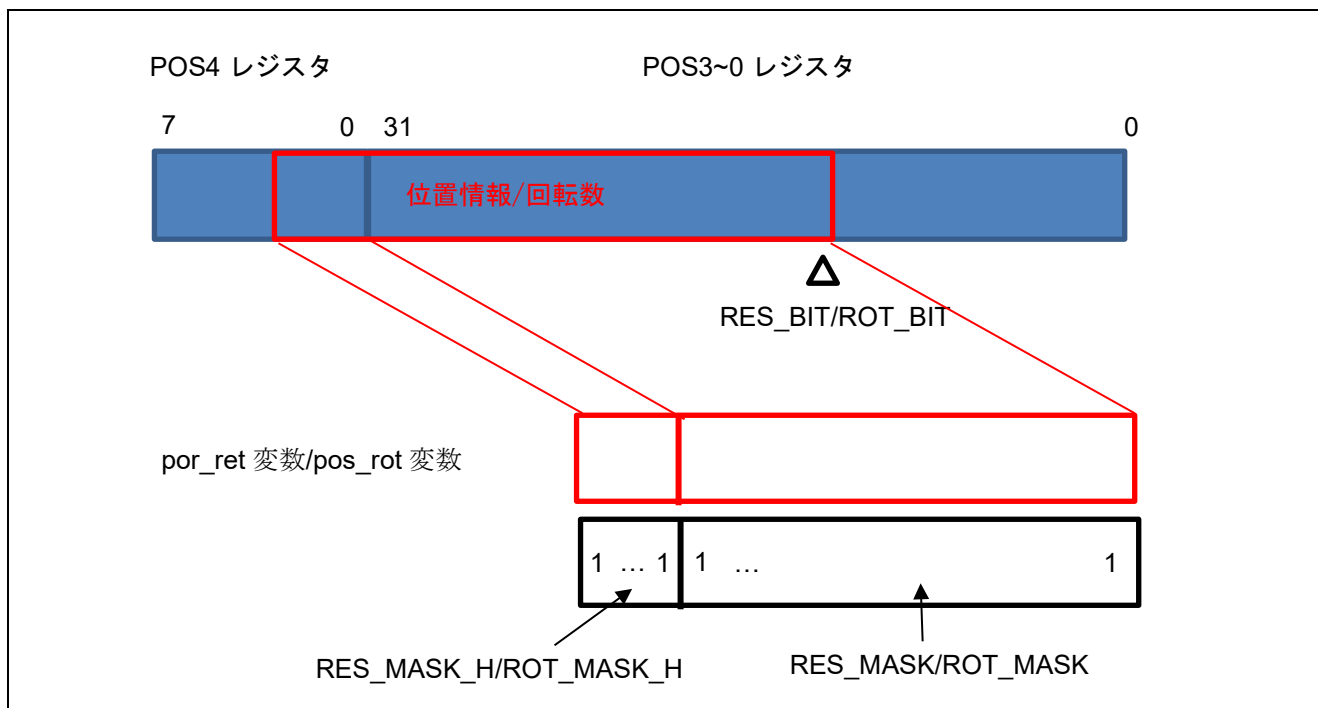 POS4 レジスタ
POS3~0 レジスタ
7 0 31 0
位置情報/回転数
RES_BIT/ROT_BIT
por_ret 変数/pos_rot 変数
1 … 1 1 … 1
RES_MASK_H/ROT_MASK_H
RES_MASK/ROT_MASK